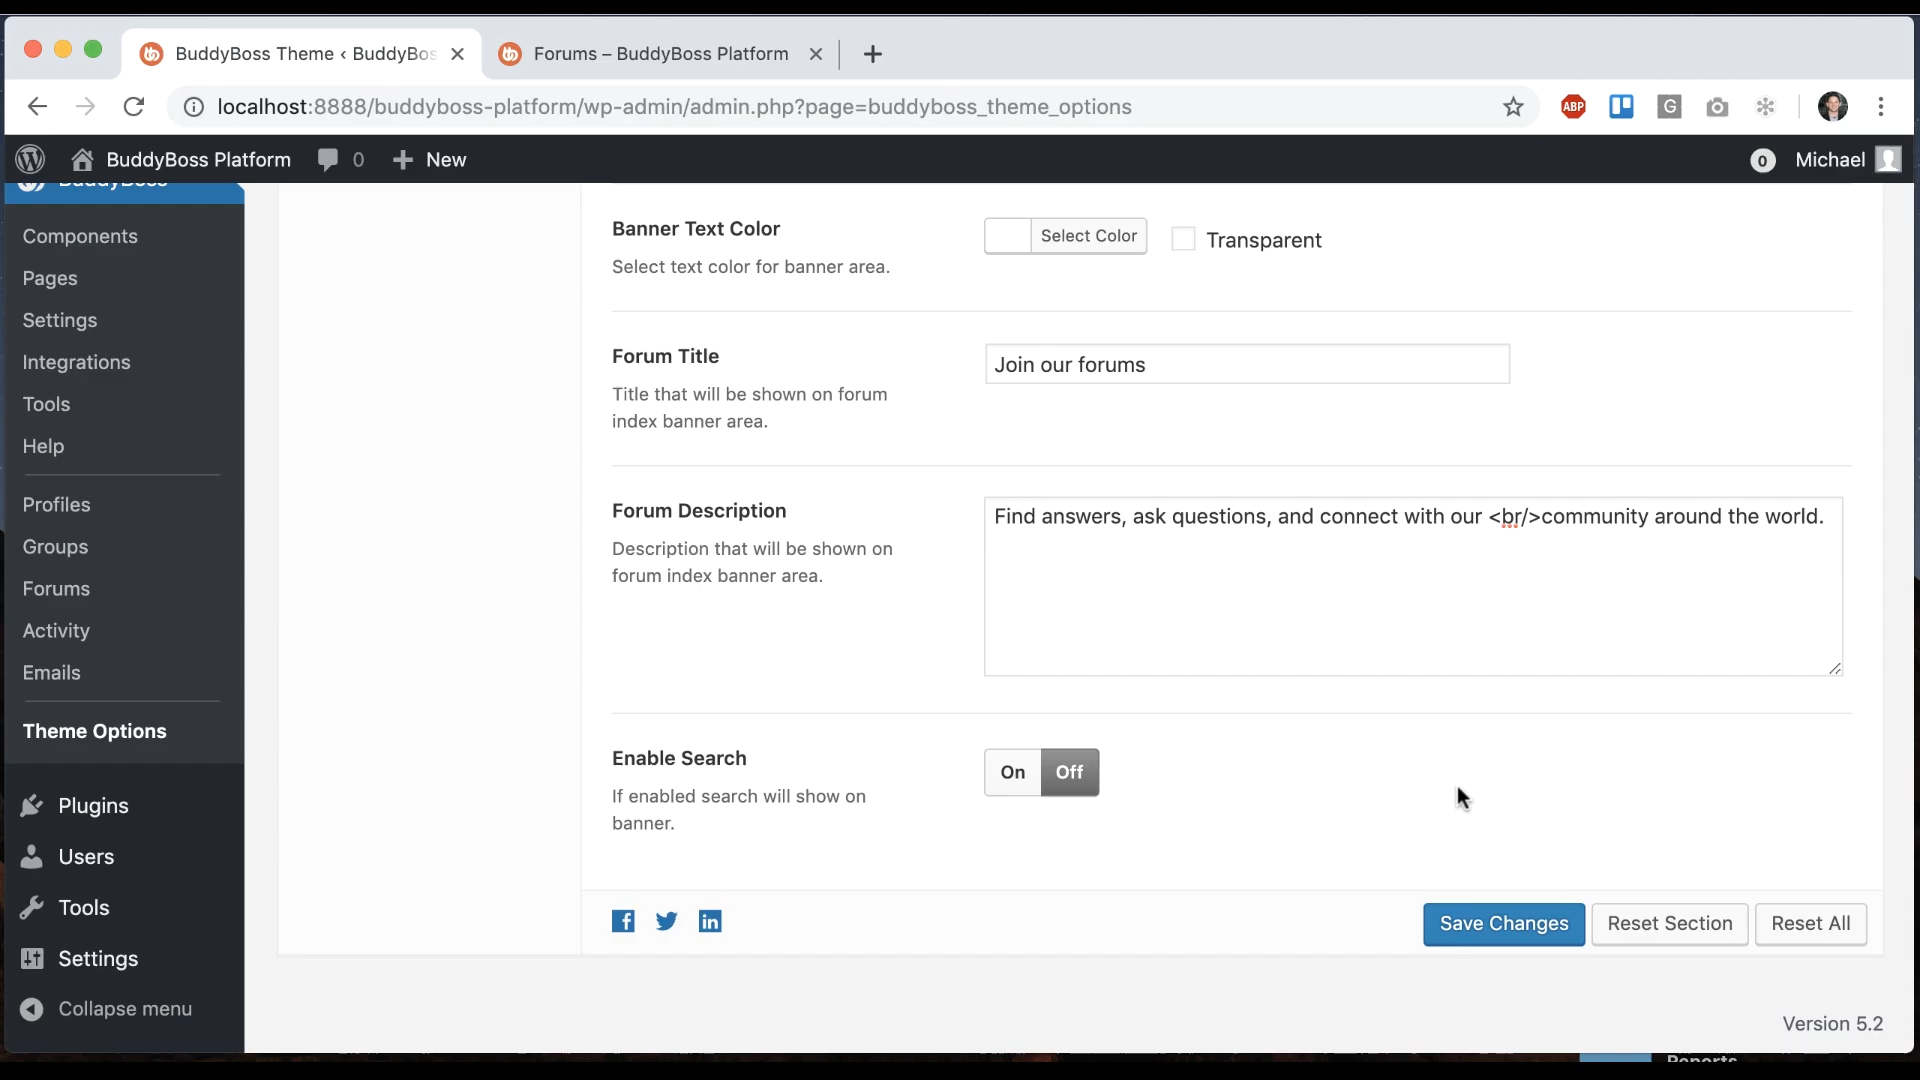 BuddyBoss Theme ‹ BuddyBos
Forums – BuddyBoss Platform
localhost:8888/buddyboss-platform/wp-admin/admin.php?page=buddyboss_theme_options
ABP
G
BuddyBoss Platform
0
New
0
Michael
BuddyBoss
Components
Pages
Settings
Integrations
Tools
Help
Profiles
Groups
Forums
Activity
Emails
Theme Options
Plugins
Users
Tools
Settings
Collapse menu
Banner Text Color
Select text color for banner area.
Select Color
Transparent
Forum Title
Title that will be shown on forum
index banner area.
Join our forums
Forum Description
Description that will be shown on
forum index banner area.
Find answers, ask questions, and connect with our <br/>community around the world.
Enable Search
If enabled search will show on
banner.
On
Off
Save Changes
Reset Section
Reset All
Version 5.2
Reports